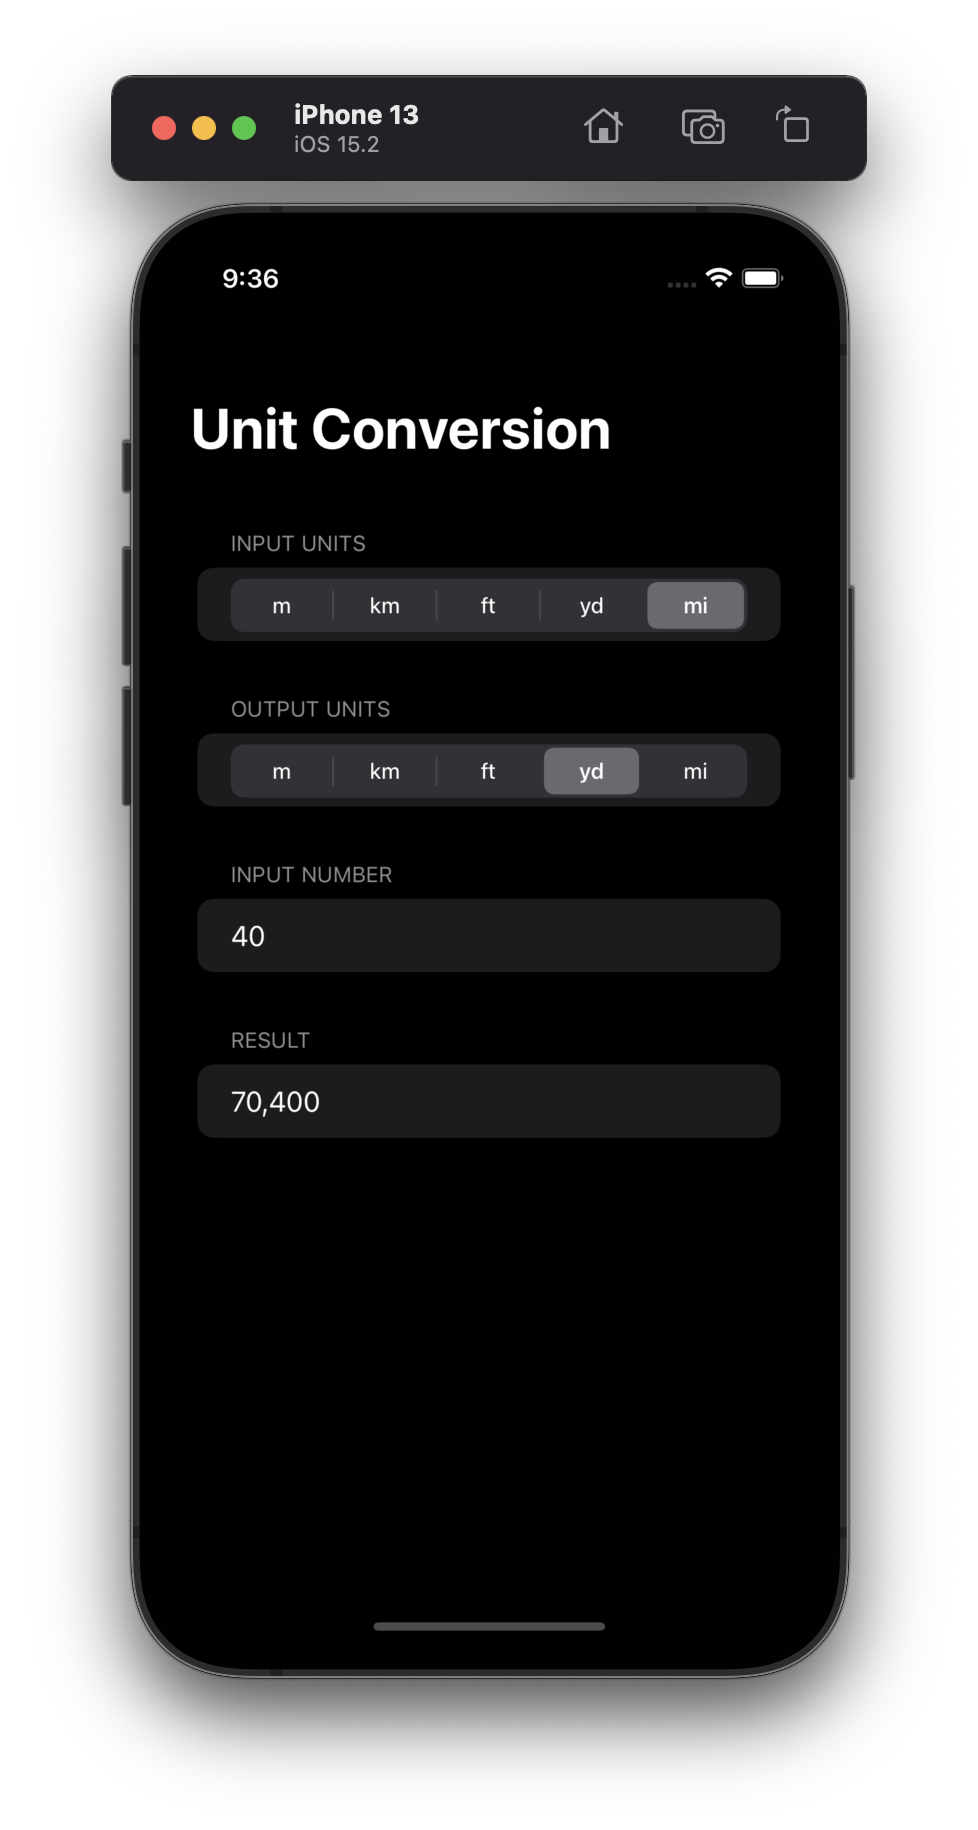 iPhone 13
iOS 15.2
9:36
Unit Conversion
INPUT UNITS
m km ft yd mi
OUTPUT UNITS
m km ft yd mi
INPUT NUMBER
40
RESULT
70,400